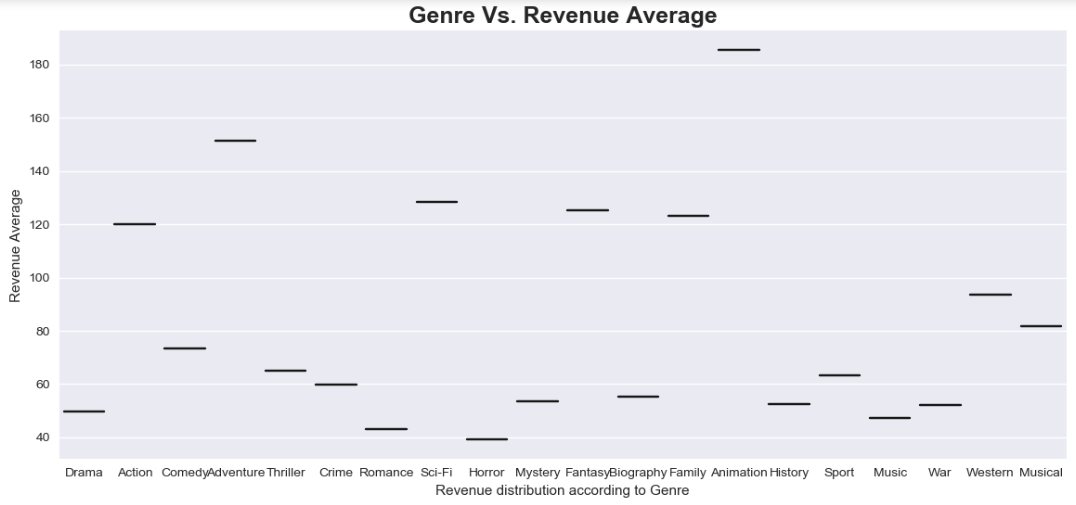 Genre Vs. Revenue Average
Revenue Average
180
160
140
120
100
80
60
40
Drama Action Comedy Adventure Thriller Crime Romance Sci-Fi Horror Mystery Fantasy Biography Family Animation History Sport Music War Western Musical
Revenue distribution according to Genre